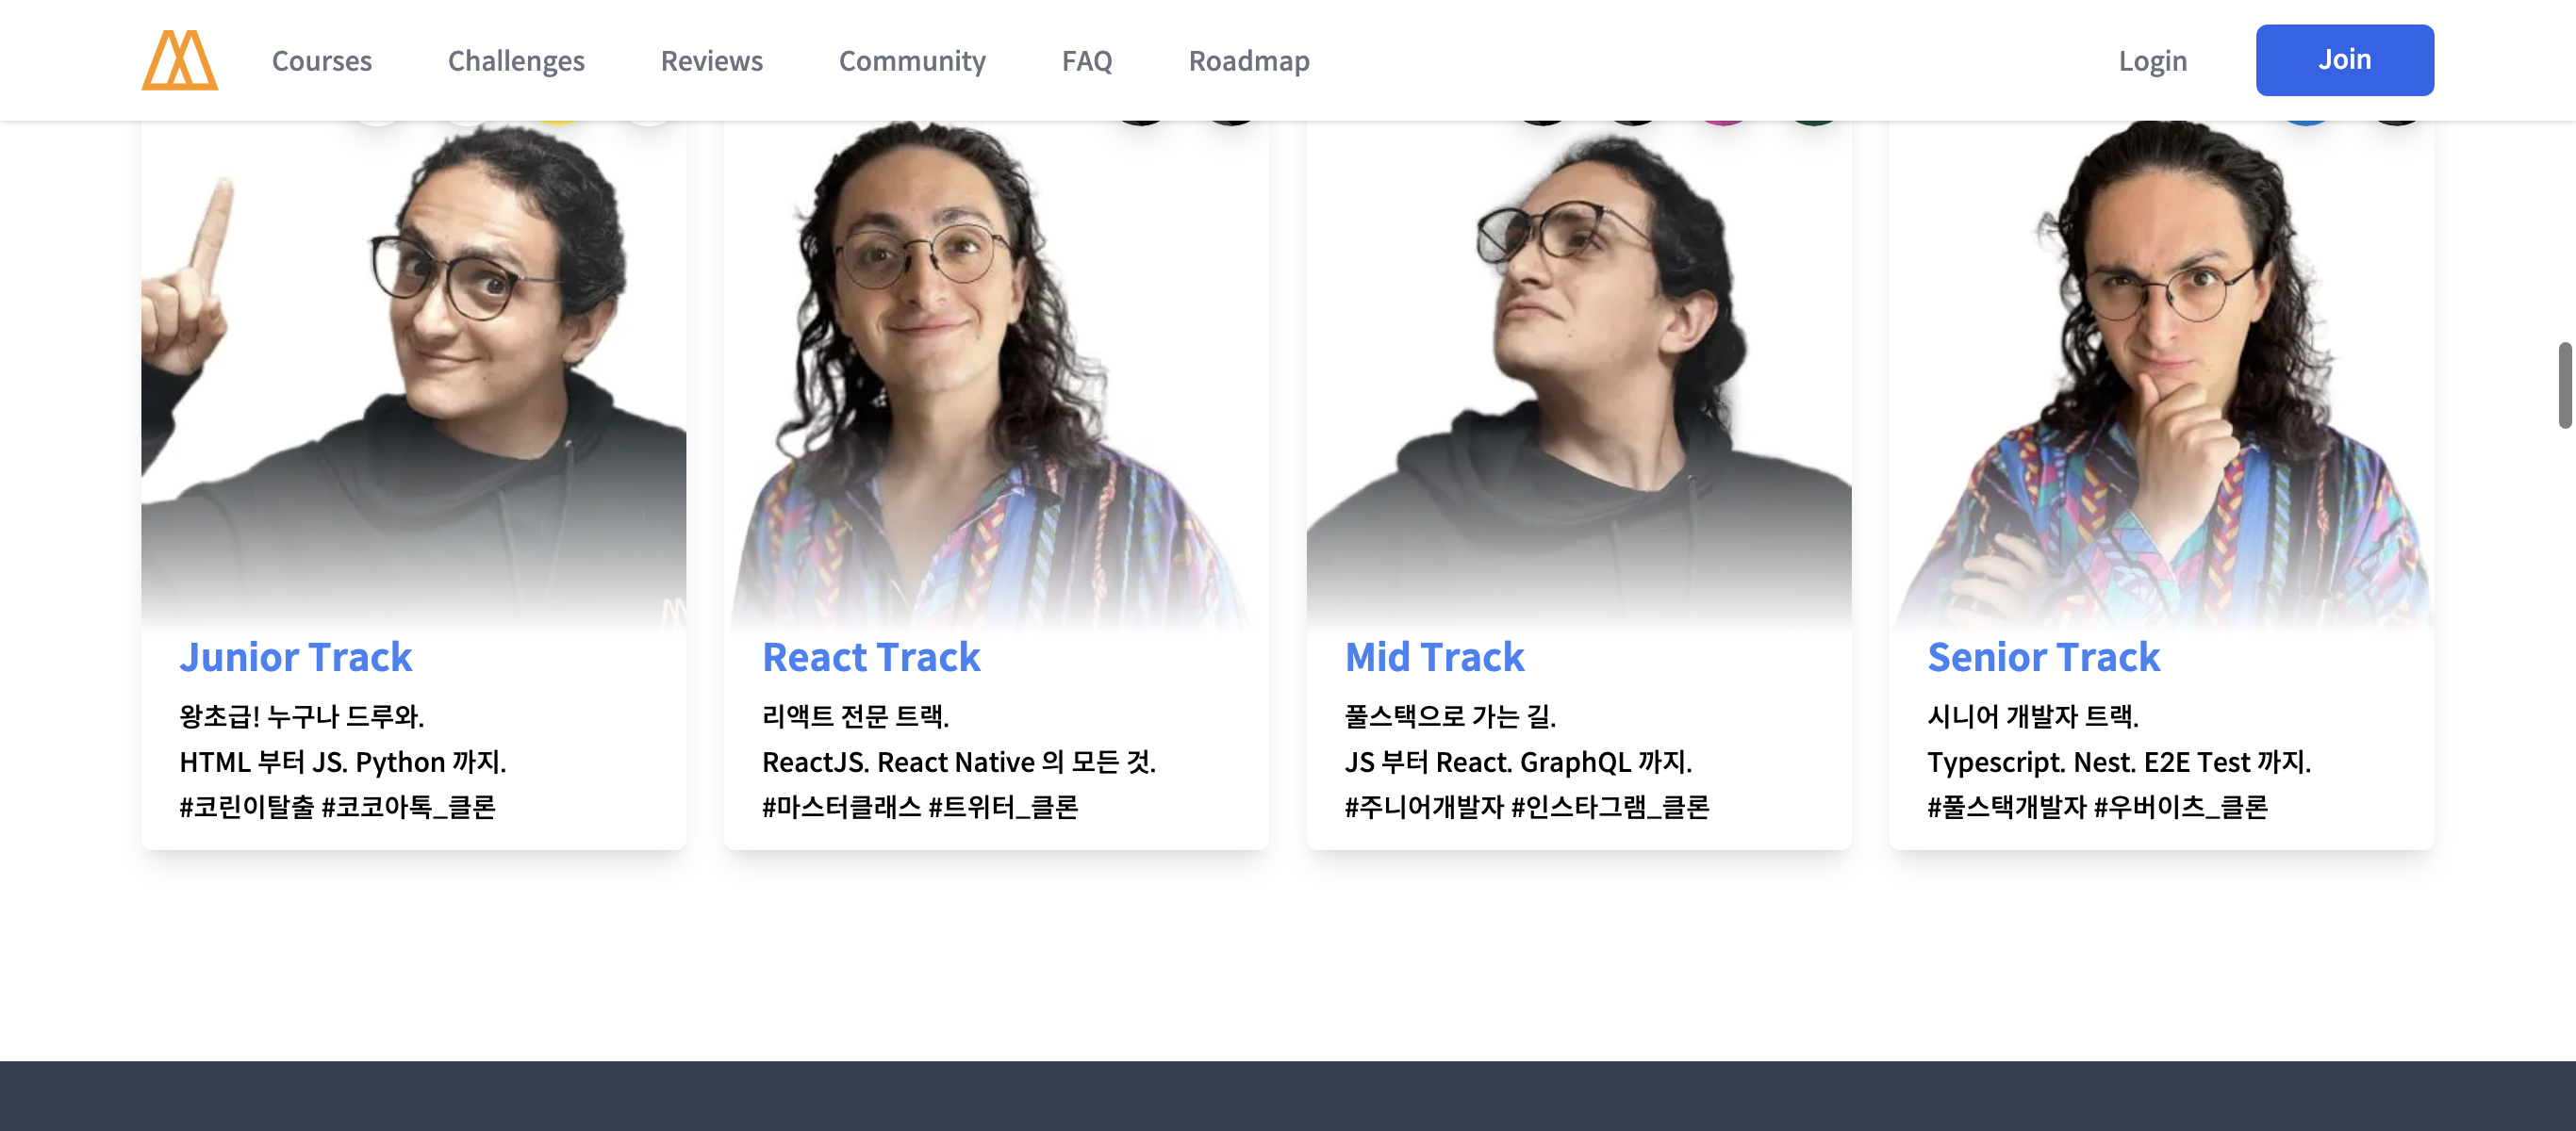 Courses Challenges Reviews Community FAQ Roadmap Login Join
Junior Track
왕초급! 누구나 드루와.
HTML 부터 JS. Python 까지.
#코린이탈출 #코코아톡_클론
React Track
리액트 전문 트랙.
ReactJS. React Native 의 모든 것.
#마스터클래스 #트위터_클론
Mid Track
풀스택으로 가는 길.
JS 부터 React. GraphQL 까지.
#주니어개발자 #인스타그램_클론
Senior Track
시니어 개발자 트랙.
Typescript. Nest. E2E Test 까지.
#풀스택개발자 #우버이츠_클론